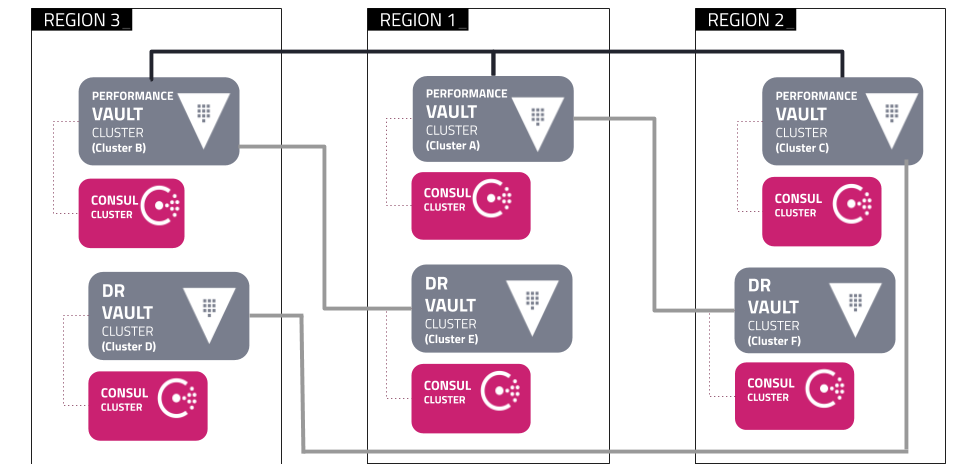 REGION 3_
REGION 1_
REGION 2_
PERFORMANCE
VAULT
CLUSTER
(Cluster B)
CONSUL
CLUSTER
DR
VAULT
CLUSTER
(Cluster D)
CONSUL
CLUSTER
PERFORMANCE
VAULT
CLUSTER
(Cluster A)
CONSUL
CLUSTER
DR
VAULT
CLUSTER
(Cluster E)
CONSUL
CLUSTER
PERFORMANCE
VAULT
CLUSTER
(Cluster C)
CONSUL
CLUSTER
DR
VAULT
CLUSTER
(Cluster F)
CONSUL
CLUSTER